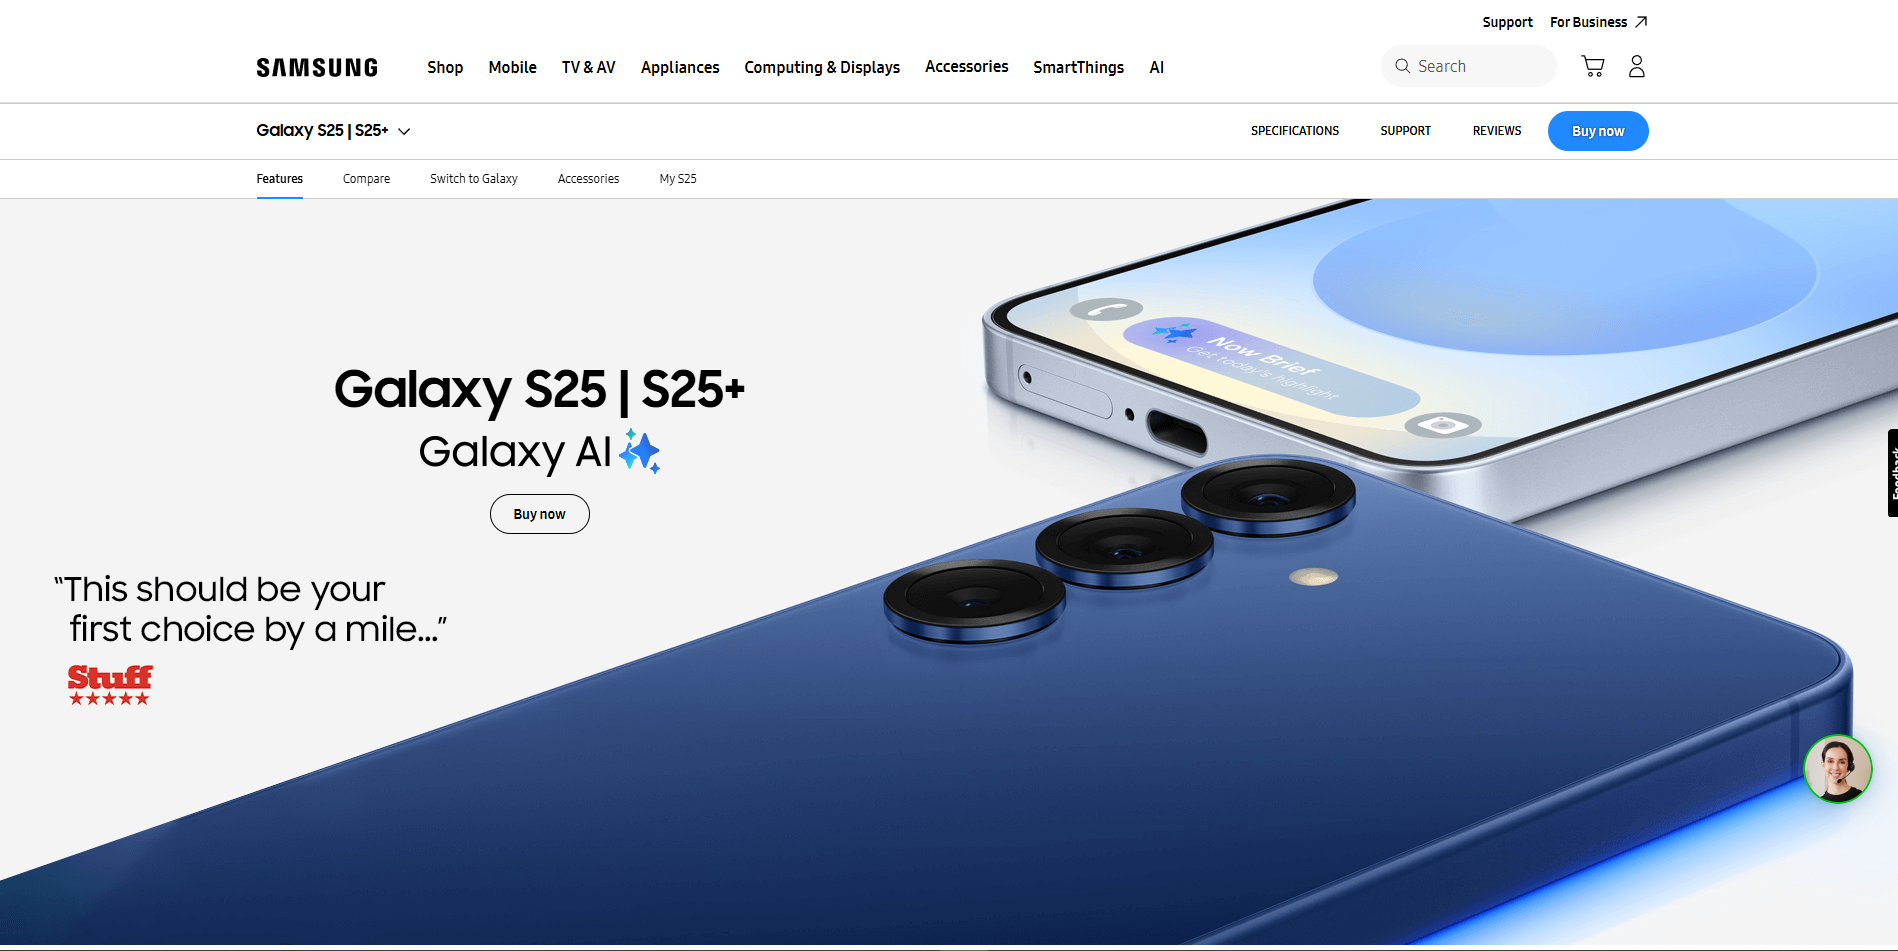 Support For Business
SAMSUNG Shop Mobile TV & AV Appliances Computing & Displays Accessories SmartThings AI Search
Galaxy S25 | S25+ SPECIFICATIONS SUPPORT REVIEWS Buy now
Features Compare Switch to Galaxy Accessories My S25
Now Brief
Get today's highlight
Galaxy S25 | S25+
Galaxy AI
Buy now
Feedback
“This should be your
first choice by a mile...”
Stuff